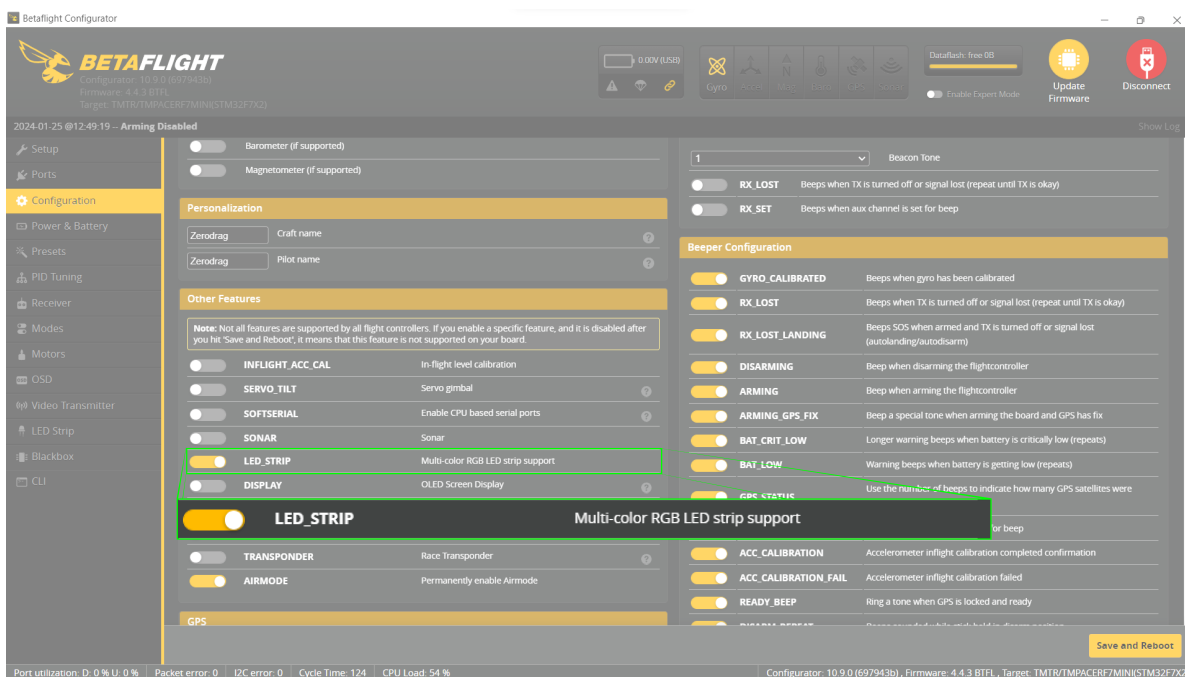 Betaflight Configurator
BETAFLIGHT
Configurator: 10.9.0 (697943b)
Firmware: 4.4.3 BTFL
Target: TMTR/TMPACERF7MINI(STM32F7X2)
0.00V (USB)
Gyro
Accel
Mag
Baro
GPS
Sonar
Dataflash: free 0B
Enable Expert Mode
Update Firmware
Disconnect
2024-01-25 @12:49:19 -- Arming Disabled
Show Log
Setup
Ports
Configuration
Power & Battery
Presets
PID Tuning
Receiver
Modes
Motors
OSD
Video Transmitter
LED Strip
Blackbox
CLI
Barometer (if supported)
Magnetometer (if supported)
Personalization
Zerodrag Craft name
Zerodrag Pilot name
Other Features
Note: Not all features are supported by all flight controllers. If you enable a specific feature, and it is disabled after
you hit 'Save and Reboot', it means that this feature is not supported on your board.
INFLIGHT_ACC_CAL In-flight level calibration
SERVO_TILT Servo gimbal
SOFTSERIAL Enable CPU based serial ports
SONAR Sonar
LED_STRIP Multi-color RGB LED strip support
DISPLAY OLED Screen Display
LED_STRIP Multi-color RGB LED strip support
TRANSPONDER Race Transponder
AIRMODE Permanently enable Airmode
GPS
1 Beacon Tone
RX_LOST Beeps when TX is turned off or signal lost (repeat until TX is okay)
RX_SET Beeps when aux channel is set for beep
Beeper Configuration
GYRO_CALIBRATED Beeps when gyro has been calibrated
RX_LOST Beeps when TX is turned off or signal lost (repeat until TX is okay)
RX_LOST_LANDING Beeps SOS when armed and TX is turned off or signal lost
(autolanding/autodisarm)
DISARMING Beep when disarming the flightcontroller
ARMING Beep when arming the flightcontroller
ARMING_GPS_FIX Beep a special tone when arming the board and GPS has fix
BAT_CRIT_LOW Longer warning beeps when battery is critically low (repeats)
BAT_LOW Warning beeps when battery is getting low (repeats)
GPS_STATUS Use the number of beeps to indicate how many GPS satellites were
for beep
ACC_CALIBRATION Accelerometer inflight calibration completed confirmation
ACC_CALIBRATION_FAIL Accelerometer inflight calibration failed
READY_BEEP Ring a tone when GPS is locked and ready
Save and Reboot
Port utilization: D: 0 % U: 0 % Packet error: 0 I2C error: 0 Cycle Time: 124 CPU Load: 54 %
Configurator: 10.9.0 (697943b) , Firmware: 4.4.3 BTFL , Target: TMTR/TMPACERF7MINI(STM32F7X2